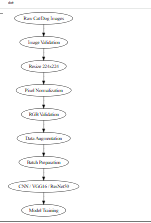 Raw Cat/Dog Images
Image Validation
Resize 224x224
Pixel Normalization
RGB Validation
Data Augmentation
Batch Preparation
CNN / VGG16 / ResNet50
Model Training